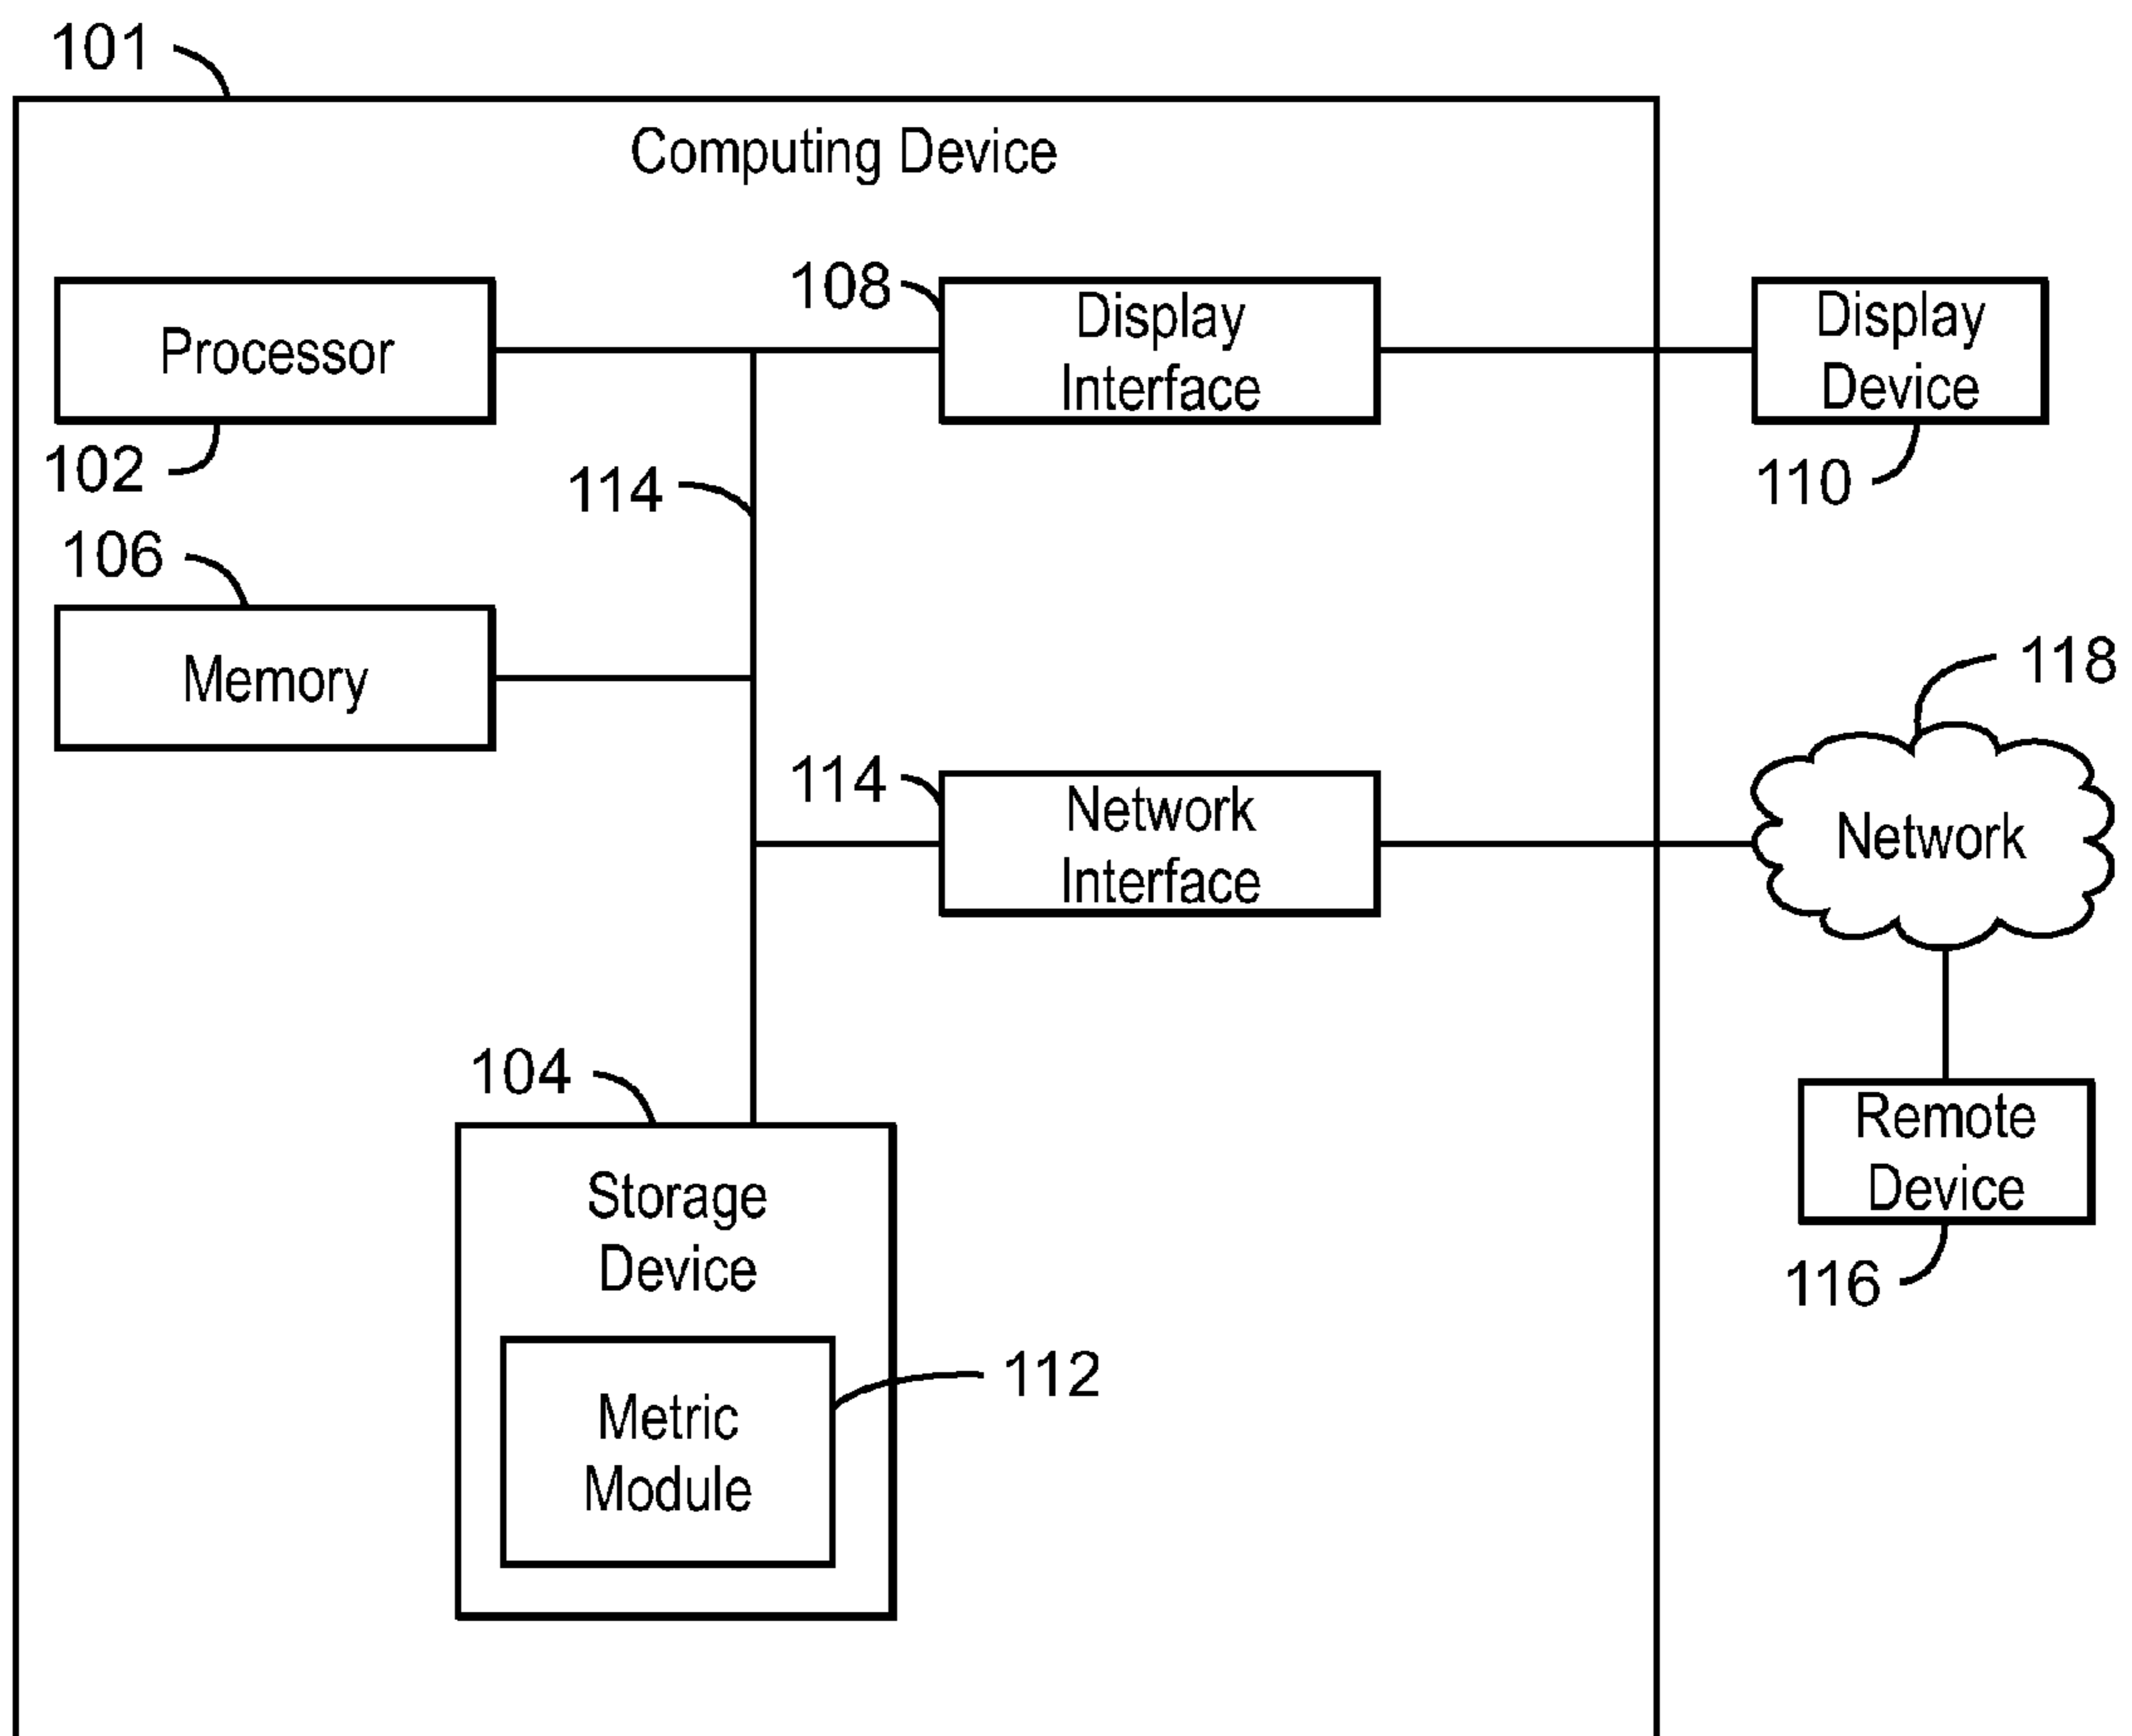 101
Computing Device
Processor
102
108
Display
Interface
Display
Device
110
114
106
Memory
118
114
Network
Interface
Network
104
Storage
Device
Remote
Device
116
Metric
Module
112